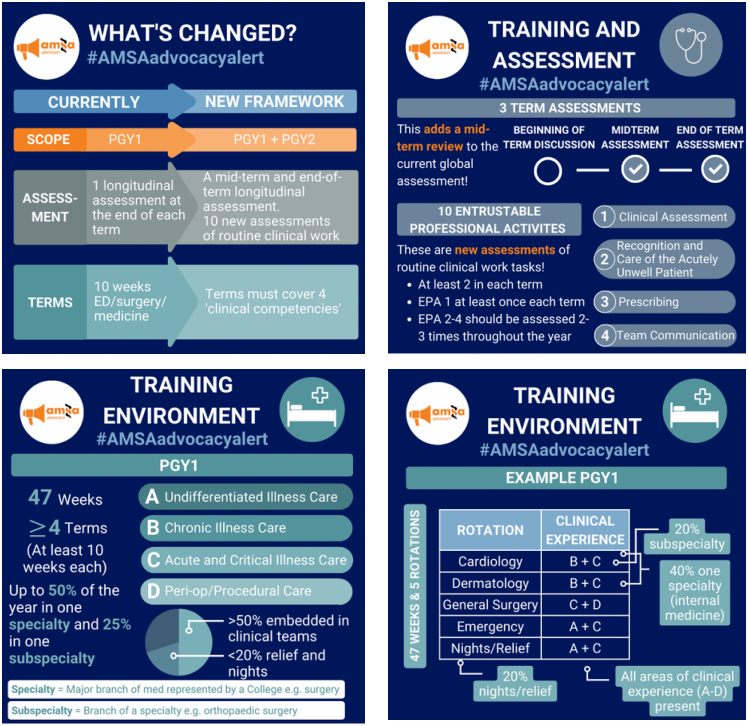 amsa
ADVOCACY
WHAT'S CHANGED?
#AMSAadvocacyalert
CURRENTLY
NEW FRAMEWORK
SCOPE
PGY1
PGY1 + PGY2
ASSESS-
MENT
1 longitudinal
assessment at
the end of each
term
A mid-term and end-of-
term longitudinal
assessment.
10 new assessments
of routine clinical work
TERMS
10 weeks
ED/surgery/
medicine
Terms must cover 4
'clinical competencies'
amsa
ADVOCACY
TRAINING AND
ASSESSMENT
#AMSAadvocacyalert
3 TERM ASSESSMENTS
This adds a mid-
term review to the
current global
assessment!
BEGINNING OF
TERM DISCUSSION
MIDTERM
ASSESSMENT
END OF TERM
ASSESSMENT
10 ENTRUSTABLE
PROFESSIONAL ACTIVITES
These are new assessments of
routine clinical work tasks!
• At least 2 in each term
• EPA 1 at least once each term
• EPA 2-4 should be assessed 2-
3 times throughout the year
1 Clinical Assessment
2 Recognition and
Care of the Acutely
Unwell Patient
3 Prescribing
4 Team Communication
amsa
ADVOCACY
TRAINING
ENVIRONMENT
#AMSAadvocacyalert
PGY1
47 Weeks
≥4 Terms
(At least 10
weeks each)
Up to 50% of the
year in one
specialty and 25%
in one
subspecialty
A Undifferentiated Illness Care
B Chronic Illness Care
C Acute and Critical Illness Care
D Peri-op/Procedural Care
>50% embedded in
clinical teams
<20% relief and
nights
Specialty = Major branch of med represented by a College e.g. surgery
Subspecialty = Branch of a specialty e.g. orthopaedic surgery
amsa
ADVOCACY
TRAINING
ENVIRONMENT
#AMSAadvocacyalert
EXAMPLE PGY1
47 WEEKS & 5 ROTATIONS
ROTATION
CLINICAL
EXPERIENCE
Cardiology B + C
Dermatology B + C
General Surgery C + D
Emergency A + C
Nights/Relief A + C
20%
subspecialty
40% one
specialty
(internal
medicine)
20%
nights/relief
All areas of clinical
experience (A-D)
present